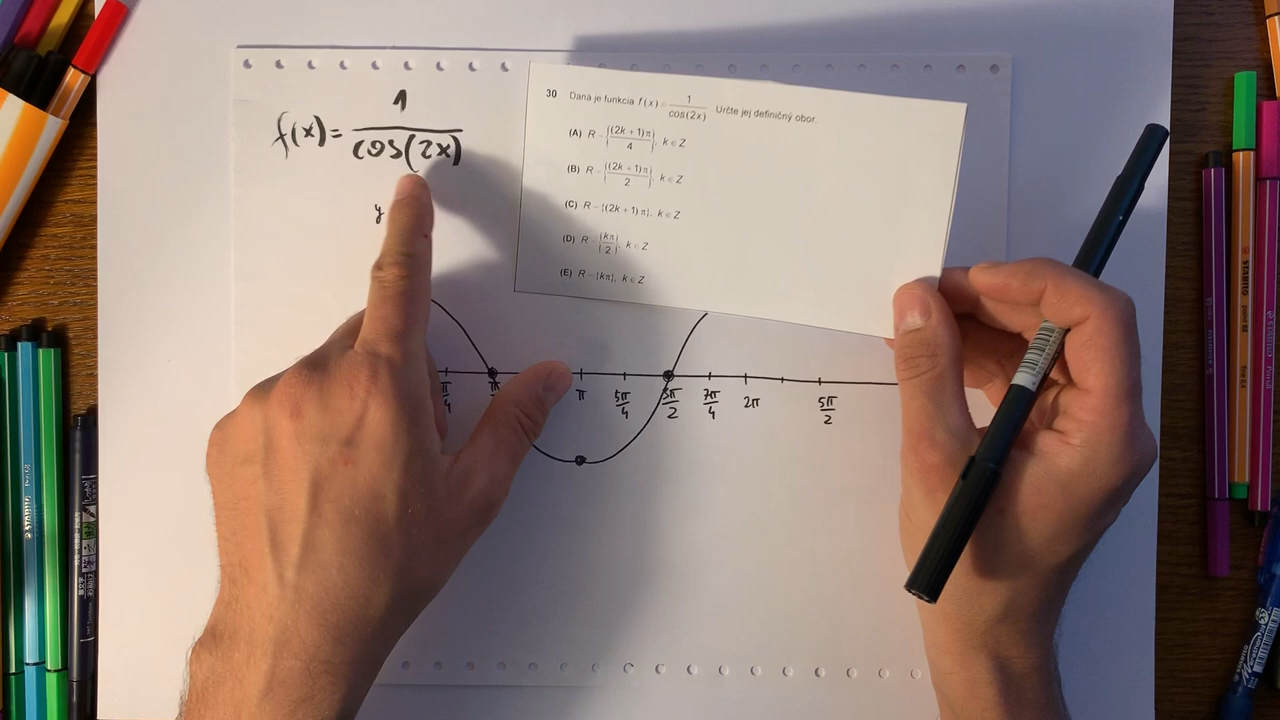 1
f(x)= ―――
cos(2x)
y
30 Daná je funkcia f(x) = 1/cos(2x) Určte jej definičný obor.
(A) R - {(2k + 1)π/4}, k ∈ Z
(B) R - {(2k + 1)π/2}, k ∈ Z
(C) R - {(2k + 1) π}, k ∈ Z
(D) R - {kπ/2}, k ∈ Z
(E) R - {kπ}, k ∈ Z
π/4 π π 5π/4 3π/2 7π/4 2π 5π/2
STABILO